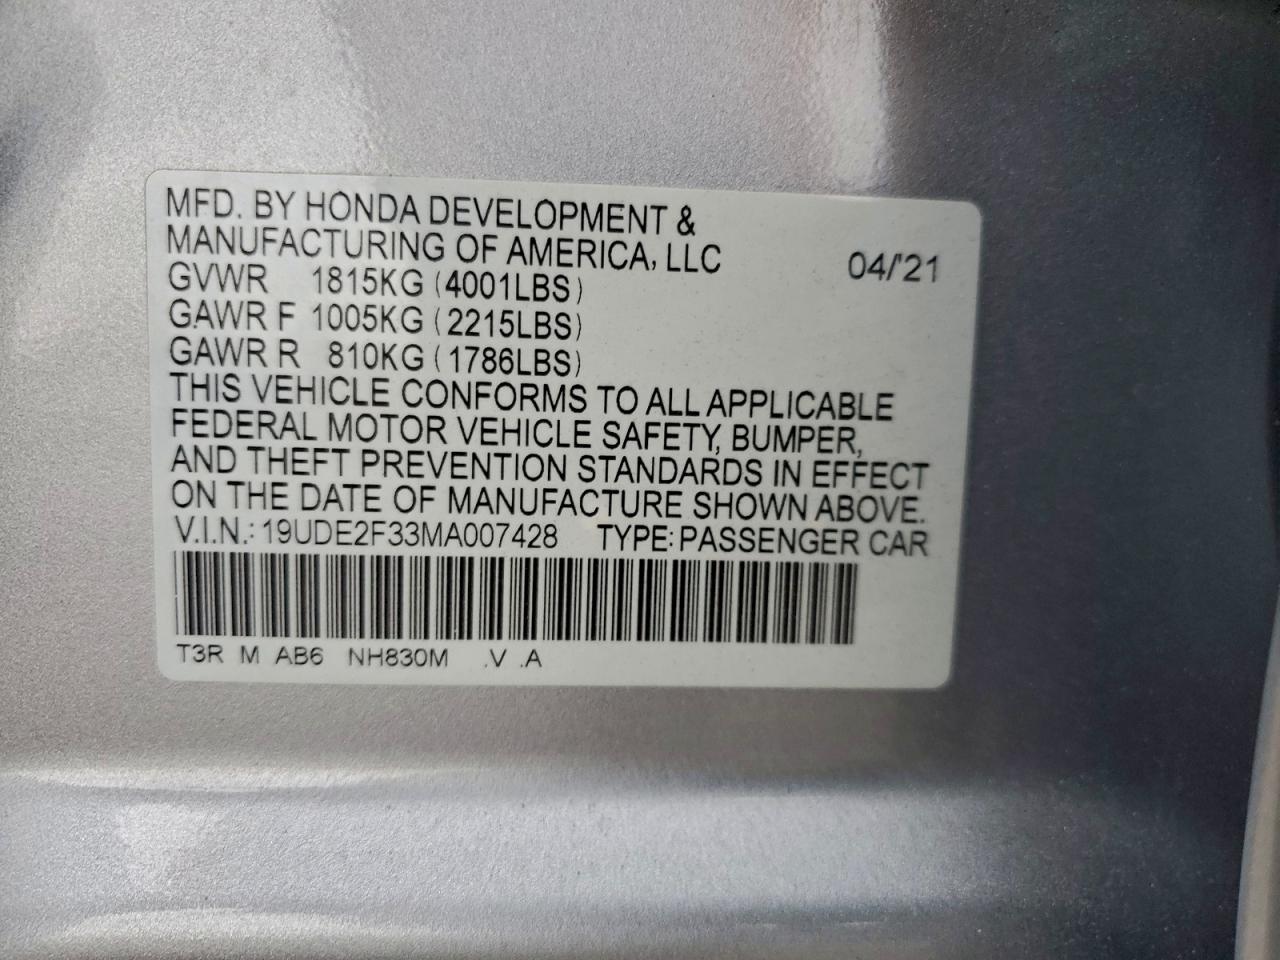 MFD. BY HONDA DEVELOPMENT &
MANUFACTURING OF AMERICA, LLC 04/'21
GVWR 1815KG (4001LBS)
GAWR F 1005KG (2215LBS)
GAWR R 810KG (1786LBS)
THIS VEHICLE CONFORMS TO ALL APPLICABLE
FEDERAL MOTOR VEHICLE SAFETY, BUMPER,
AND THEFT PREVENTION STANDARDS IN EFFECT
ON THE DATE OF MANUFACTURE SHOWN ABOVE.
V.I.N.: 19UDE2F33MA007428 TYPE: PASSENGER CAR
T3R M AB6 NH830M .V .A